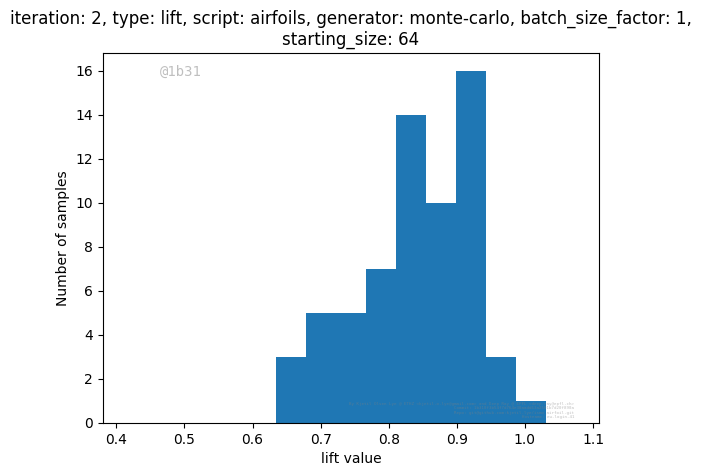 iteration: 2, type: lift, script: airfoils, generator: monte-carlo, batch_size_factor: 1,
starting_size: 64
@1b31
16
14
12
10
8
6
4
2
0
Number of samples
0.4 0.5 0.6 0.7 0.8 0.9 1.0 1.1
lift value